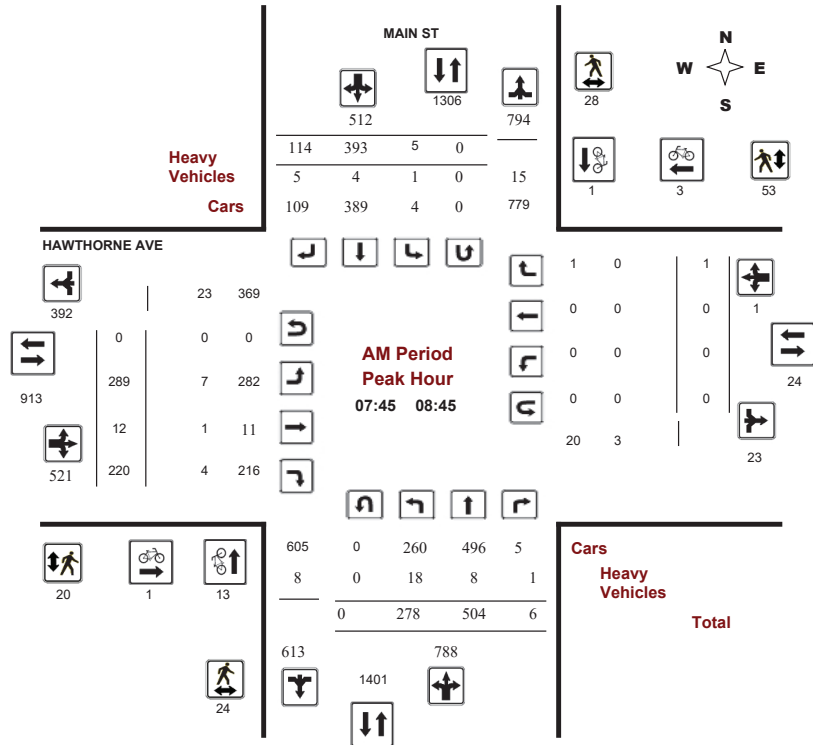 MAIN ST
N
W E
S
1306
28
512
794
114 393 5 0
Heavy
Vehicles
5 4 1 0 15
1 3 53
Cars
109 389 4 0 779
HAWTHORNE AVE
23 369
392
1 0 1
1
0 0 0
0 0 0
AM Period
Peak Hour
07:45 08:45
289 7 282
0 0 0
24
913
0 0 0
12 1 11
20 3
23
521
220 4 216
605 0 260 496 5
Cars
8 0 18 8 1
Heavy
Vehicles
20 1 13
0 278 504 6
Total
613
788
1401
24